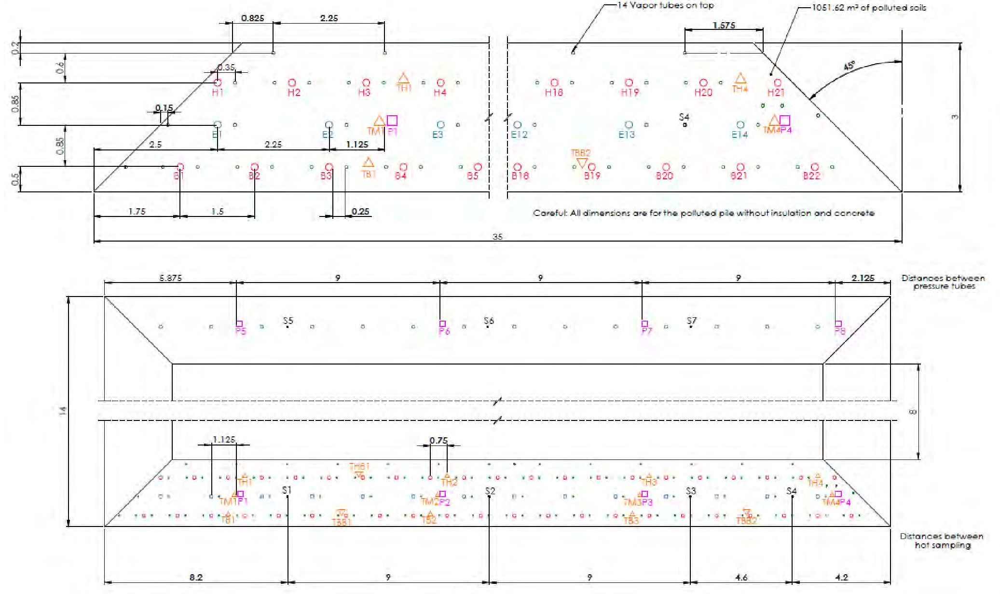 14 Vapor tubes on top
1051.62 m³ of polluted soils
0.825
2.25
1.575
0.2
0.6
0.35
45°
H1
H2
H3
TH1
H4
H18
H19
H20
TH4
H21
0.85
0.15
S4
3
E1
E2
TM1
P1
E3
E12
E13
E14
TM4
P4
0.85
2.5
2.25
1.125
TBB2
0.5
B1
B2
B3
TB1
B4
B5
B18
B19
B20
B21
B22
1.75
1.5
0.25
Careful: All dimensions are for the polluted pile without insulation and concrete
35
5.875
9
9
9
2.125
Distances between
pressure tubes
P5
S5
P6
S6
P7
S7
P8
14
8
1.125
0.75
TH1
THB1
TH2
TH3
TH4
TM1
P1
S1
TM2
P2
S2
TM3
P3
S3
S4
TM4
P4
TB1
TBB1
TB2
TB3
TBB2
Distances between
hot sampling
8.2
9
9
4.6
4.2